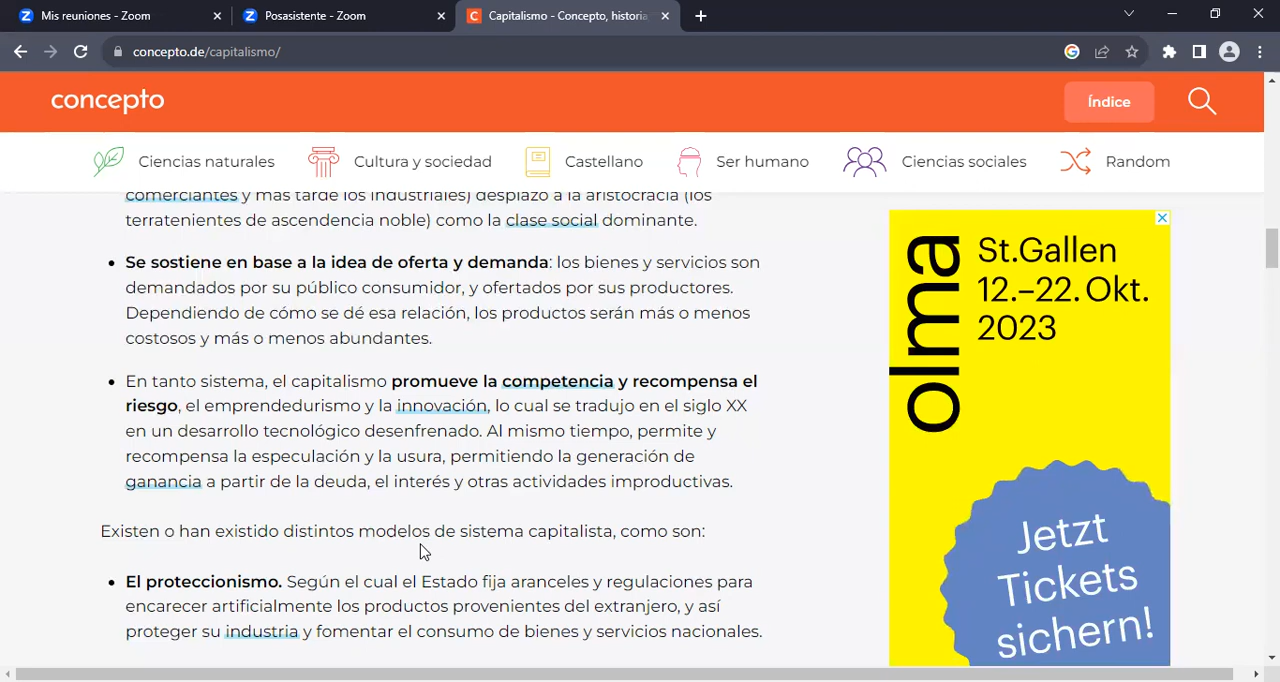 Mis reuniones - Zoom
Posasistente - Zoom
Capitalismo - Concepto, historia
concepto.de/capitalismo/
concepto
Índice
Ciencias naturales
Cultura y sociedad
Castellano
Ser humano
Ciencias sociales
Random
comerciantes y más tarde los industriales) desplazó a la aristocracia (los
terratenientes de ascendencia noble) como la clase social dominante.
Se sostiene en base a la idea de oferta y demanda: los bienes y servicios son
demandados por su público consumidor, y ofertados por sus productores.
Dependiendo de cómo se dé esa relación, los productos serán más o menos
costosos y más o menos abundantes.
En tanto sistema, el capitalismo promueve la competencia y recompensa el
riesgo, el emprendedurismo y la innovación, lo cual se tradujo en el siglo XX
en un desarrollo tecnológico desenfrenado. Al mismo tiempo, permite y
recompensa la especulación y la usura, permitiendo la generación de
ganancia a partir de la deuda, el interés y otras actividades improductivas.
Existen o han existido distintos modelos de sistema capitalista, como son:
El proteccionismo. Según el cual el Estado fija aranceles y regulaciones para
encarecer artificialmente los productos provenientes del extranjero, y así
proteger su industria y fomentar el consumo de bienes y servicios nacionales.
olma
St.Gallen
12.–22. Okt.
2023
Jetzt
Tickets
sichern!